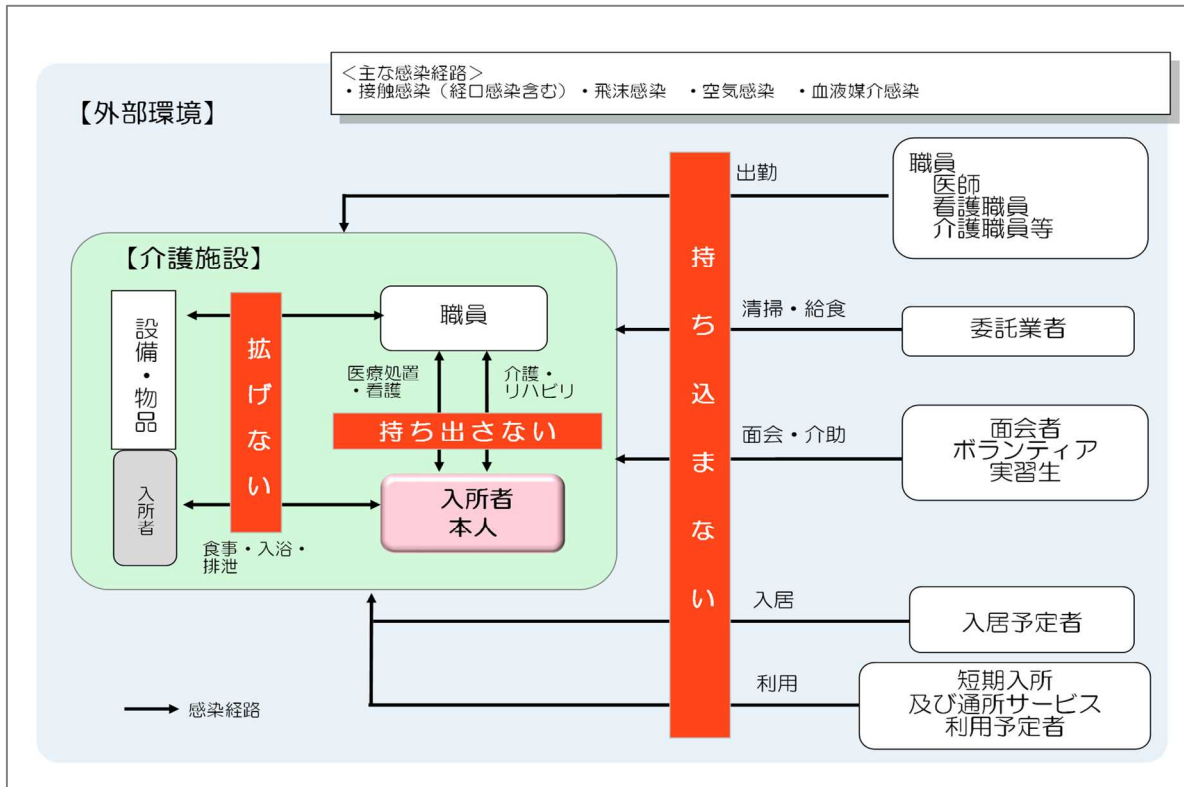 <主な感染経路>
・接触感染（経口感染含む）・飛沫感染　・空気感染　・血液媒介感染
【外部環境】
出勤
職員
医師
看護職員
介護職員等
【介護施設】
設備・物品
拡げない
職員
医療処置
・看護
介護・
リハビリ
持ち出さない
入所者
本人
入所者
食事・入浴・
排泄
持ち込まない
清掃・給食
委託業者
面会・介助
面会者
ボランティア
実習生
入居
入居予定者
利用
短期入所
及び通所サービス
利用予定者
感染経路